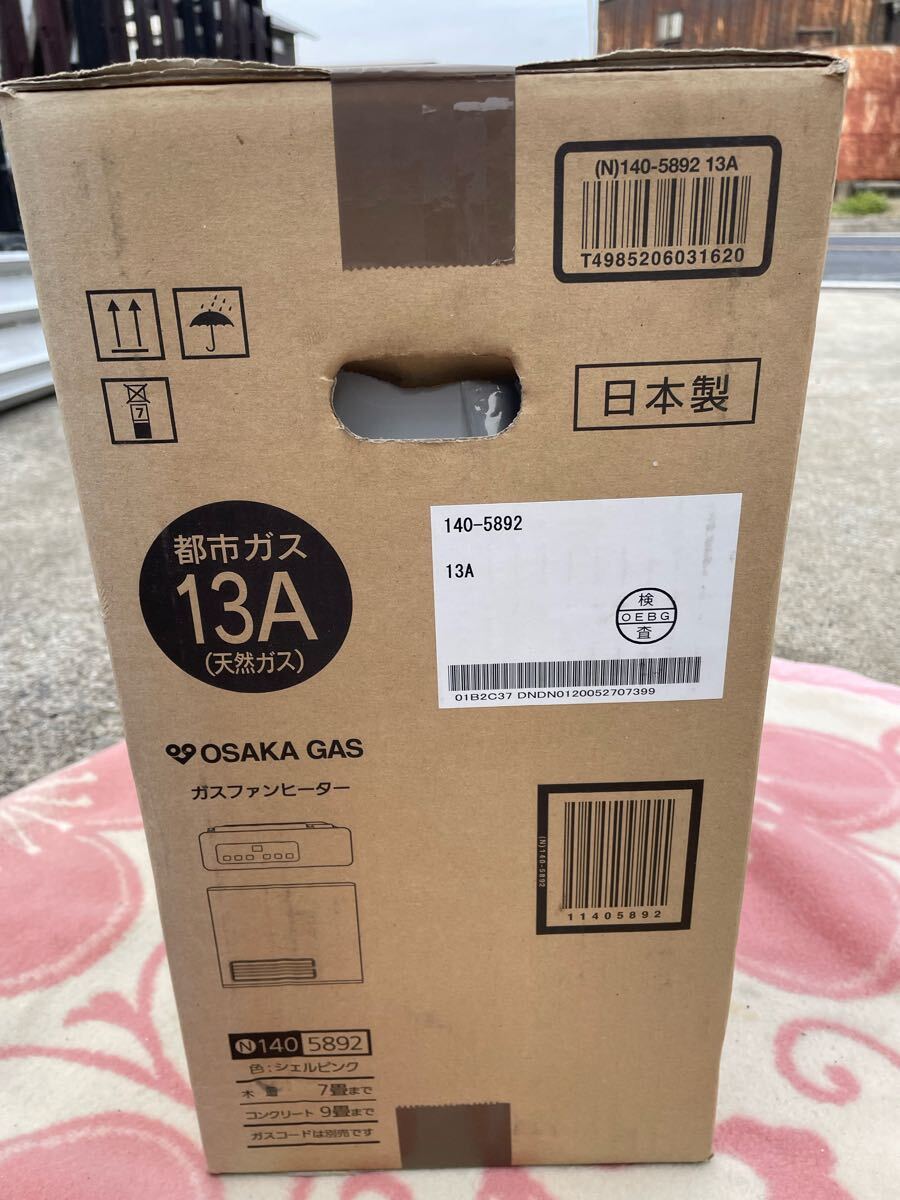 (N)140-5892 13A
T4985206031620
7
日本製
都市ガス
13A
(天然ガス)
140-5892
13A
検
OEBG
査
01B2C37 DNDN0120052707399
OSAKA GAS
ガスファンヒーター
(N)140-5892
11405892
N140 5892
色:シェルピンク
木 造 7畳まで
コンクリート 9畳まで
ガスコードは別売です